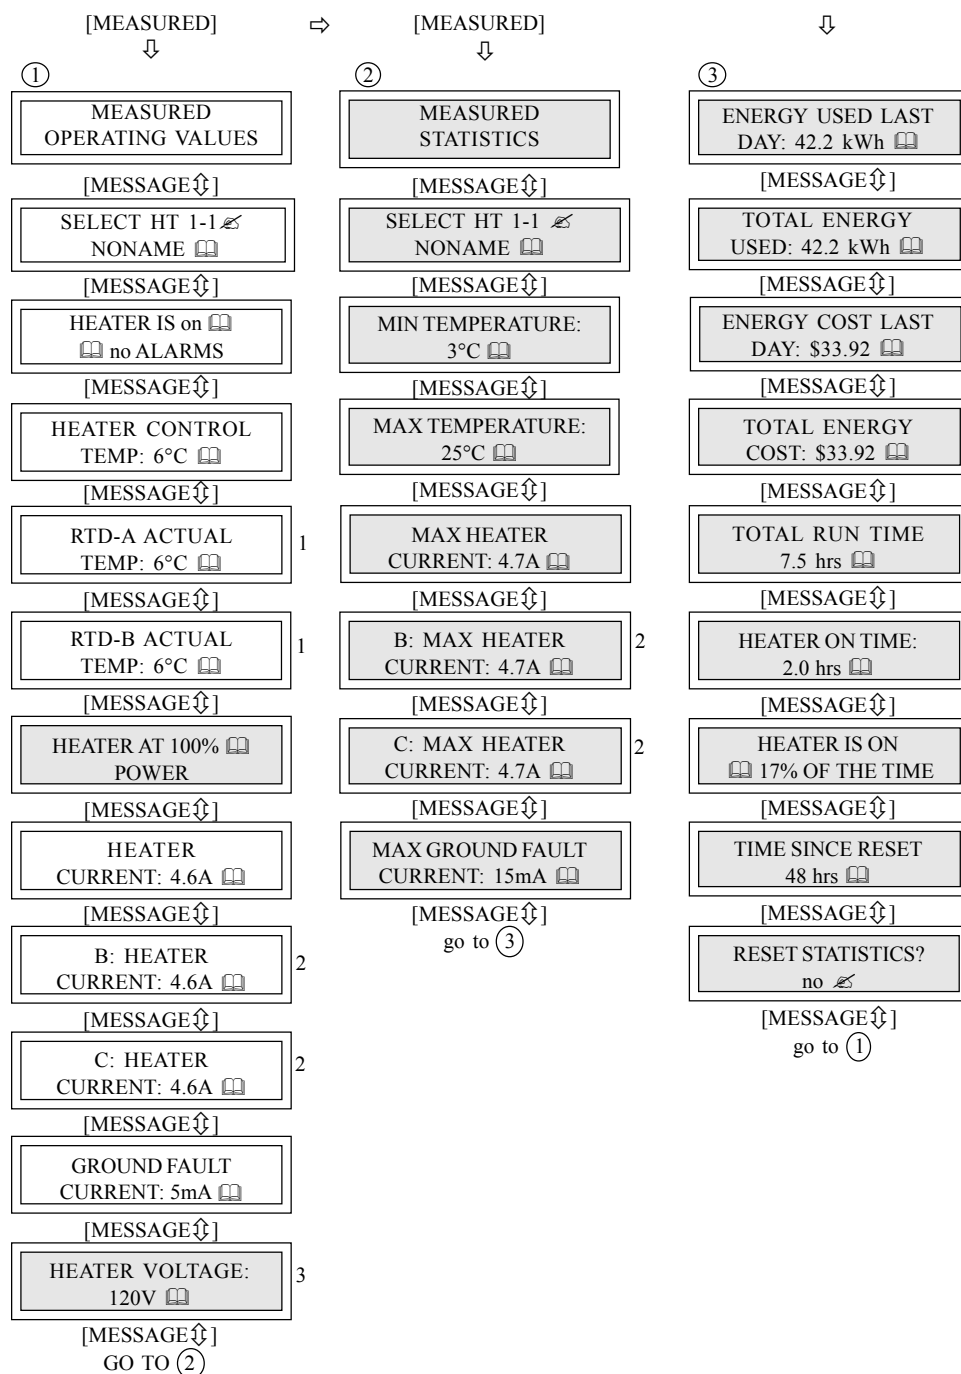 [MEASURED]
①
MEASURED
OPERATING VALUES
[MESSAGE⇕]
SELECT HT 1-1✍
NONAME 🕮
[MESSAGE⇕]
HEATER IS on 🕮
🕮 no ALARMS
[MESSAGE⇕]
HEATER CONTROL
TEMP: 6°C 🕮
[MESSAGE⇕]
RTD-A ACTUAL
TEMP: 6°C 🕮
1
[MESSAGE⇕]
RTD-B ACTUAL
TEMP: 6°C 🕮
1
[MESSAGE⇕]
HEATER AT 100% 🕮
POWER
[MESSAGE⇕]
HEATER
CURRENT: 4.6A 🕮
[MESSAGE⇕]
B: HEATER
CURRENT: 4.6A 🕮
2
[MESSAGE⇕]
C: HEATER
CURRENT: 4.6A 🕮
2
[MESSAGE⇕]
GROUND FAULT
CURRENT: 5mA 🕮
[MESSAGE⇕]
HEATER VOLTAGE:
120V 🕮
3
[MESSAGE⇕]
GO TO ②
[MEASURED]
②
MEASURED
STATISTICS
[MESSAGE⇕]
SELECT HT 1-1 ✍
NONAME 🕮
[MESSAGE⇕]
MIN TEMPERATURE:
3°C 🕮
[MESSAGE⇕]
MAX TEMPERATURE:
25°C 🕮
[MESSAGE⇕]
MAX HEATER
CURRENT: 4.7A 🕮
[MESSAGE⇕]
B: MAX HEATER
CURRENT: 4.7A 🕮
2
[MESSAGE⇕]
C: MAX HEATER
CURRENT: 4.7A 🕮
2
[MESSAGE⇕]
MAX GROUND FAULT
CURRENT: 15mA 🕮
[MESSAGE⇕]
go to ③
③
ENERGY USED LAST
DAY: 42.2 kWh 🕮
[MESSAGE⇕]
TOTAL ENERGY
USED: 42.2 kWh 🕮
[MESSAGE⇕]
ENERGY COST LAST
DAY: $33.92 🕮
[MESSAGE⇕]
TOTAL ENERGY
COST: $33.92 🕮
[MESSAGE⇕]
TOTAL RUN TIME
7.5 hrs 🕮
[MESSAGE⇕]
HEATER ON TIME:
2.0 hrs 🕮
[MESSAGE⇕]
HEATER IS ON
🕮 17% OF THE TIME
[MESSAGE⇕]
TIME SINCE RESET
48 hrs 🕮
[MESSAGE⇕]
RESET STATISTICS?
no ✍
[MESSAGE⇕]
go to ①